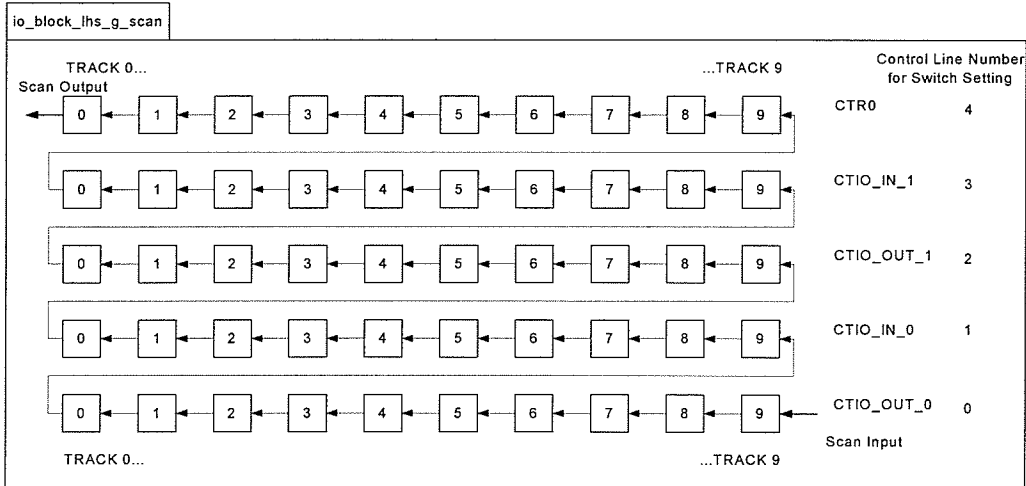 io_block_lhs_g_scan
TRACK 0...
...TRACK 9
Control Line Number
for Switch Setting
Scan Output
0 1 2 3 4 5 6 7 8 9 CTR0 4
0 1 2 3 4 5 6 7 8 9 CTIO_IN_1 3
0 1 2 3 4 5 6 7 8 9 CTIO_OUT_1 2
0 1 2 3 4 5 6 7 8 9 CTIO_IN_0 1
0 1 2 3 4 5 6 7 8 9 CTIO_OUT_0 0
Scan Input
TRACK 0...
...TRACK 9